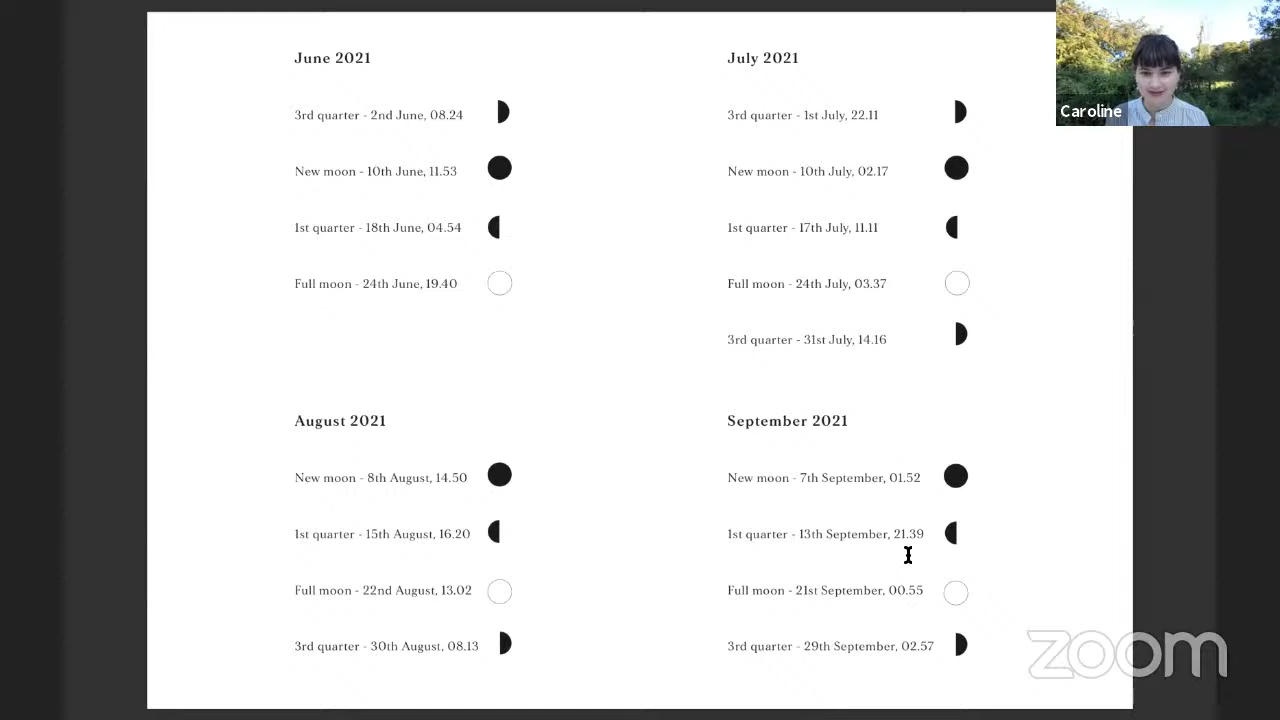 June 2021
3rd quarter - 2nd June, 08.24
New moon - 10th June, 11.53
1st quarter - 18th June, 04.54
Full moon - 24th June, 19.40
July 2021
3rd quarter - 1st July, 22.11
New moon - 10th July, 02.17
1st quarter - 17th July, 11.11
Full moon - 24th July, 03.37
3rd quarter - 31st July, 14.16
August 2021
New moon - 8th August, 14.50
1st quarter - 15th August, 16.20
Full moon - 22nd August, 13.02
3rd quarter - 30th August, 08.13
September 2021
New moon - 7th September, 01.52
1st quarter - 13th September, 21.39
Full moon - 21st September, 00.55
3rd quarter - 29th September, 02.57
Caroline
zoom